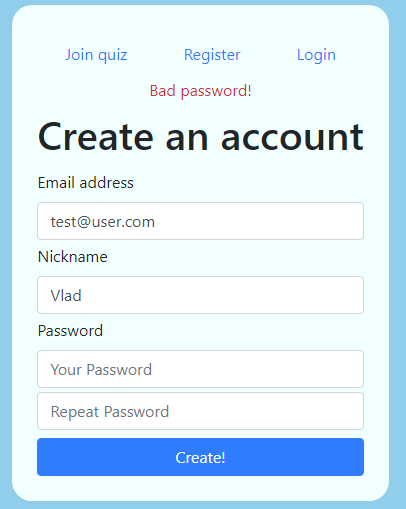 Join quiz Register Login
Bad password!
Create an account
Email address
test@user.com
Nickname
Vlad
Password
Your Password
Repeat Password
Create!